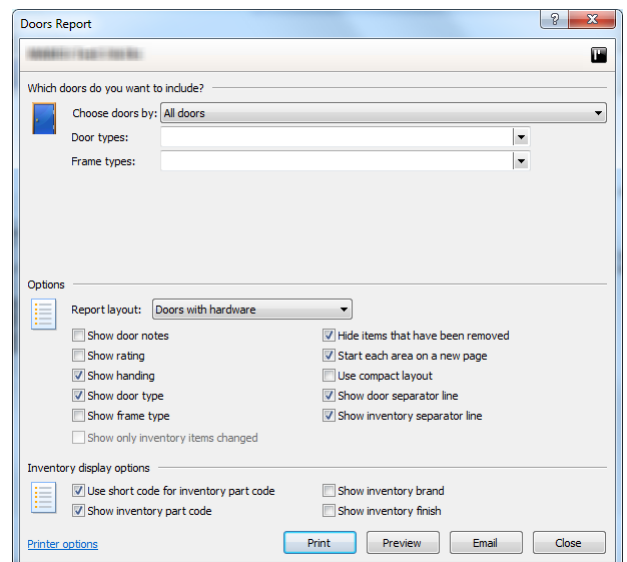 Doors Report
Which doors do you want to include?
Choose doors by: All doors
Door types:
Frame types:
Options
Report layout: Doors with hardware
Show door notes
Hide items that have been removed
Show rating
Start each area on a new page
Show handing
Use compact layout
Show door type
Show door separator line
Show frame type
Show inventory separator line
Show only inventory items changed
Inventory display options
Use short code for inventory part code
Show inventory brand
Show inventory part code
Show inventory finish
Printer options
Print
Preview
Email
Close